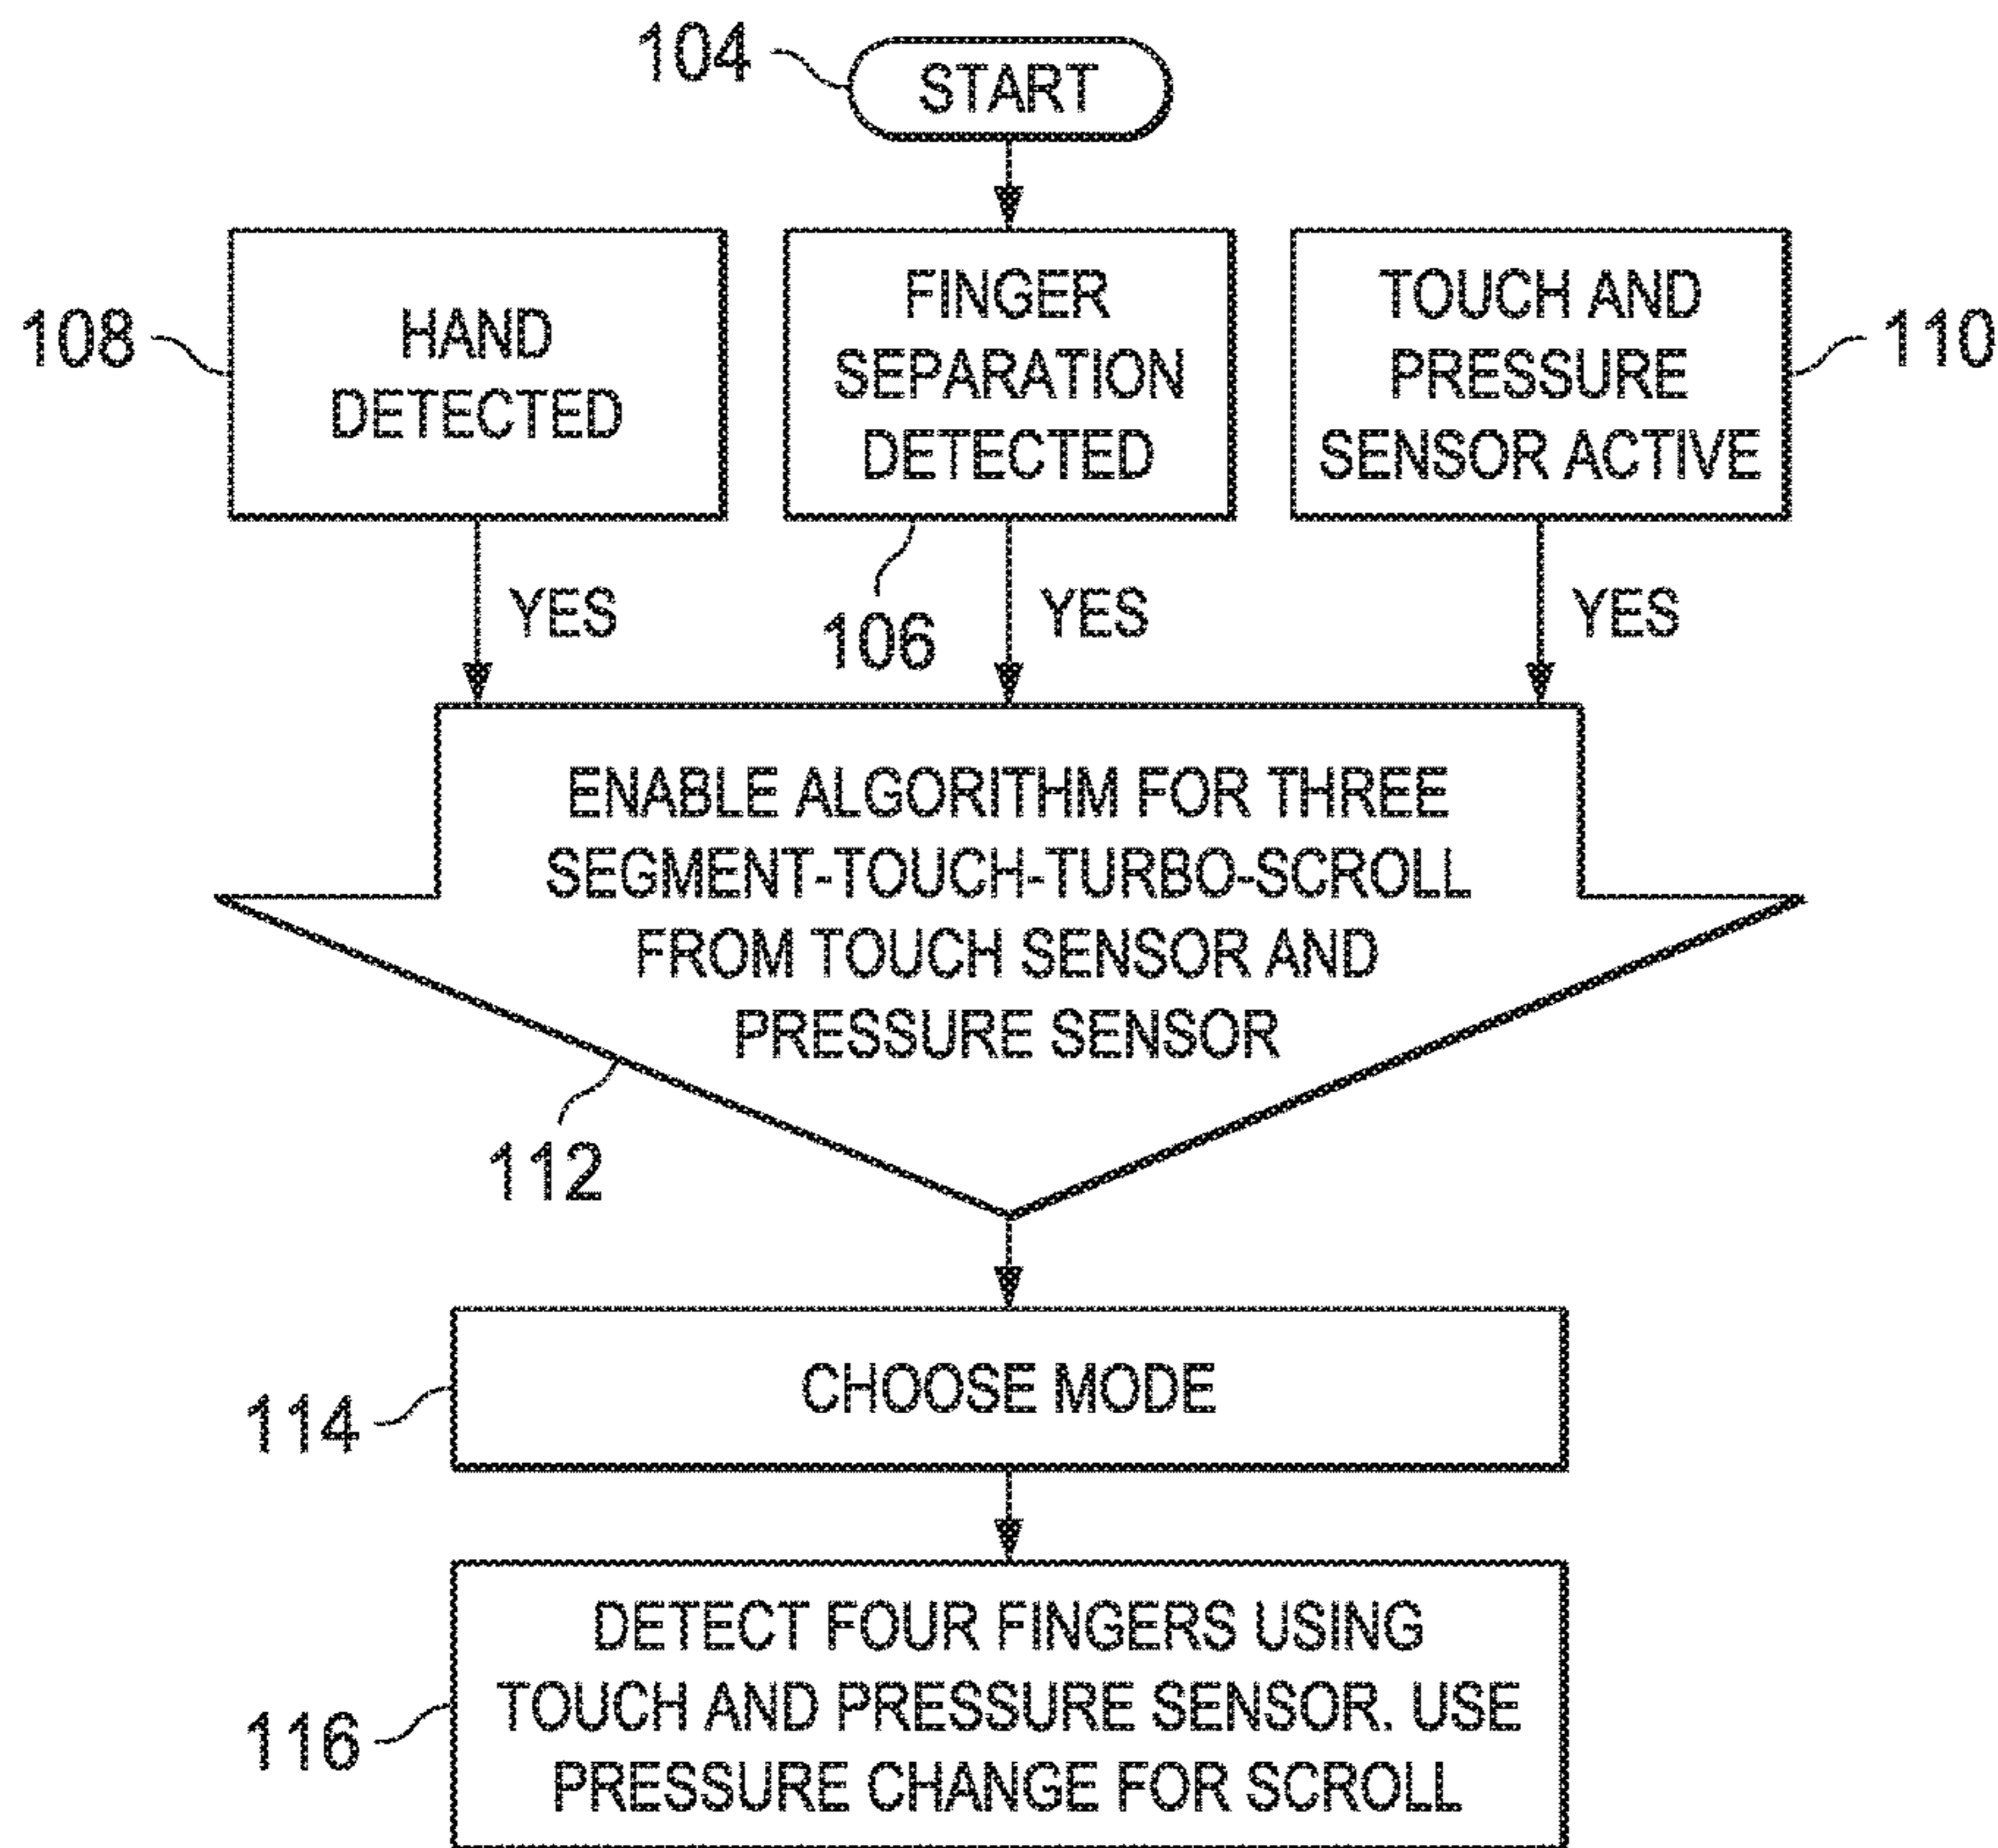 104
START
108
HAND
DETECTED
FINGER
SEPARATION
DETECTED
TOUCH AND
PRESSURE
SENSOR ACTIVE
110
YES
106
YES
YES
ENABLE ALGORITHM FOR THREE
SEGMENT-TOUCH-TURBO-SCROLL
FROM TOUCH SENSOR AND
PRESSURE SENSOR
112
114
CHOOSE MODE
116
DETECT FOUR FINGERS USING
TOUCH AND PRESSURE SENSOR. USE
PRESSURE CHANGE FOR SCROLL